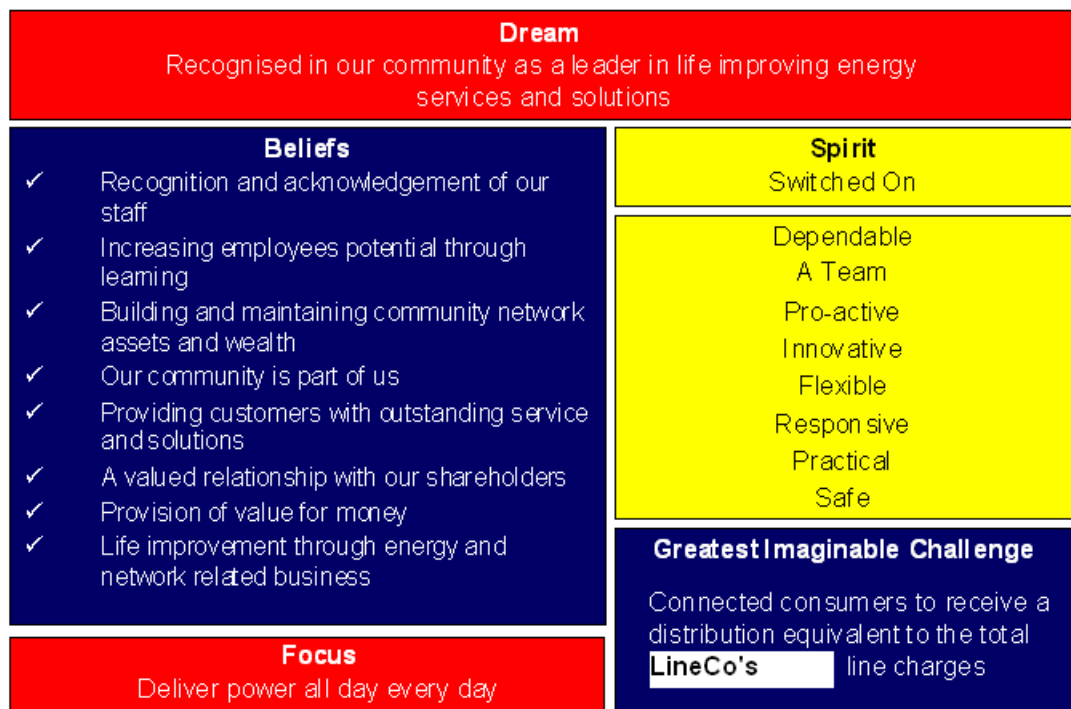 Dream
Recognised in our community as a leader in life improving energy
services and solutions
Beliefs
✓ Recognition and acknowledgement of our
staff
✓ Increasing employees potential through
learning
✓ Building and maintaining community network
assets and wealth
✓ Our community is part of us
✓ Providing customers with outstanding service
and solutions
✓ A valued relationship with our shareholders
✓ Provision of value for money
✓ Life improvement through energy and
network related business
Focus
Deliver power all day every day
Spirit
Switched On
Dependable
A Team
Pro-active
Innovative
Flexible
Responsive
Practical
Safe
Greatest Imaginable Challenge
Connected consumers to receive a
distribution equivalent to the total
LineCo's line charges